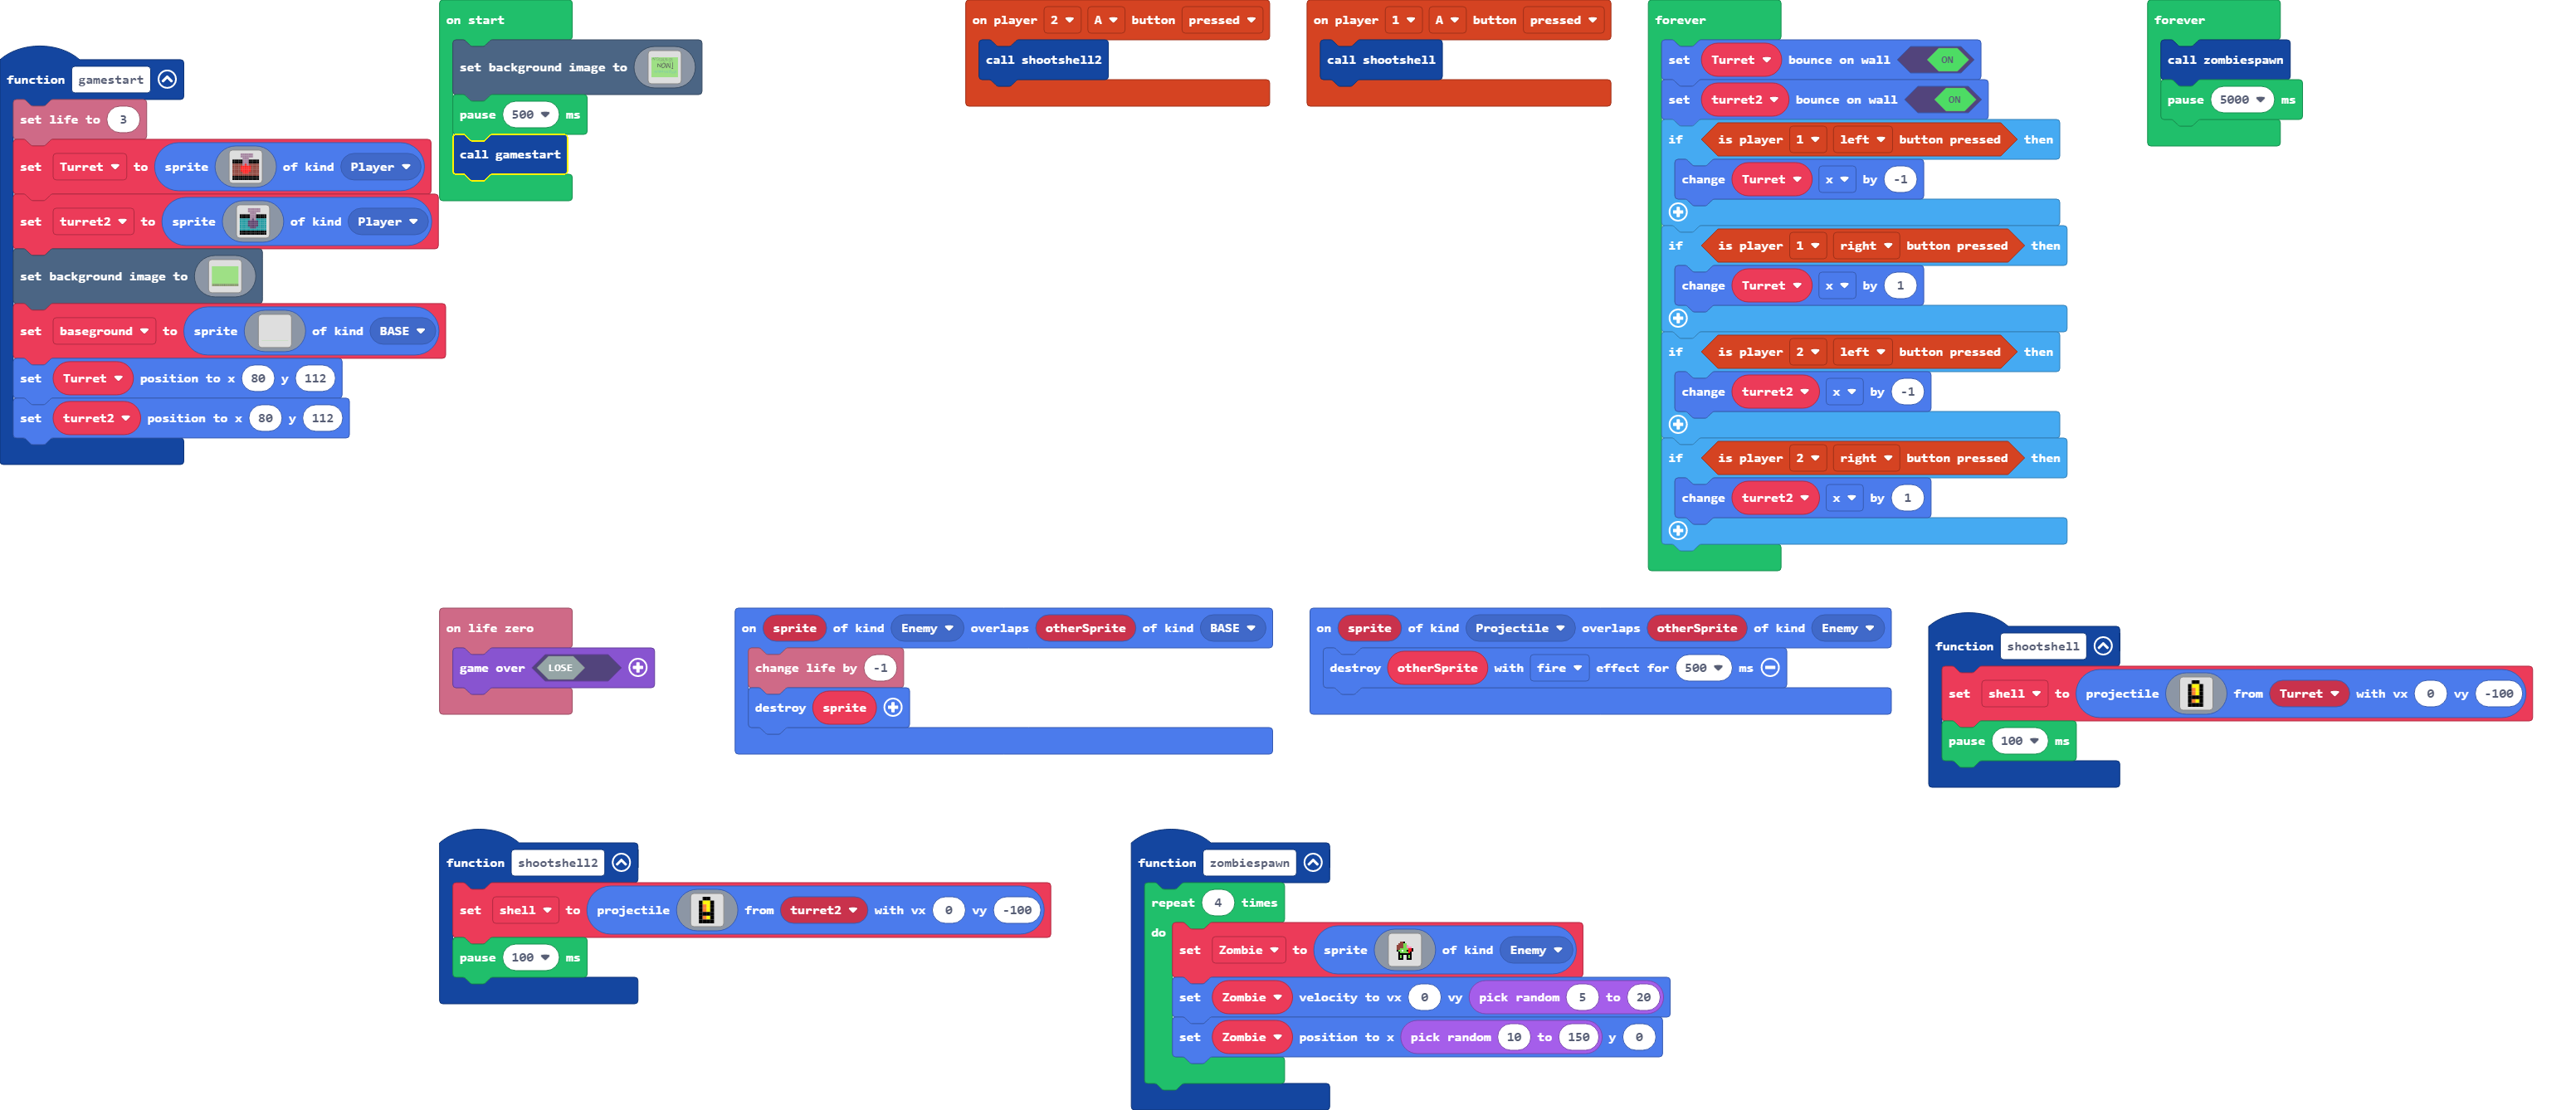 function gamestart
set life to 3
set Turret to sprite of kind Player
set turret2 to sprite of kind Player
set background image to
set baseground to sprite of kind BASE
set Turret position to x 80 y 112
set turret2 position to x 80 y 112
on start
set background image to
pause 500 ms
call gamestart
on player 2 A button pressed
call shootshell2
on player 1 A button pressed
call shootshell
forever
set Turret bounce on wall ON
set turret2 bounce on wall ON
if is player 1 left button pressed then
change Turret x by -1
if is player 1 right button pressed then
change Turret x by 1
if is player 2 left button pressed then
change turret2 x by -1
if is player 2 right button pressed then
change turret2 x by 1
forever
call zombiespawn
pause 5000 ms
on life zero
game over LOSE
on sprite of kind Enemy overlaps otherSprite of kind BASE
change life by -1
destroy sprite
on sprite of kind Projectile overlaps otherSprite of kind Enemy
destroy otherSprite with fire effect for 500 ms
function shootshell
set shell to projectile from Turret with vx 0 vy -100
pause 100 ms
function shootshell2
set shell to projectile from turret2 with vx 0 vy -100
pause 100 ms
function zombiespawn
repeat 4 times
do
set Zombie to sprite of kind Enemy
set Zombie velocity to vx 0 vy pick random 5 to 20
set Zombie position to x pick random 10 to 150 y 0